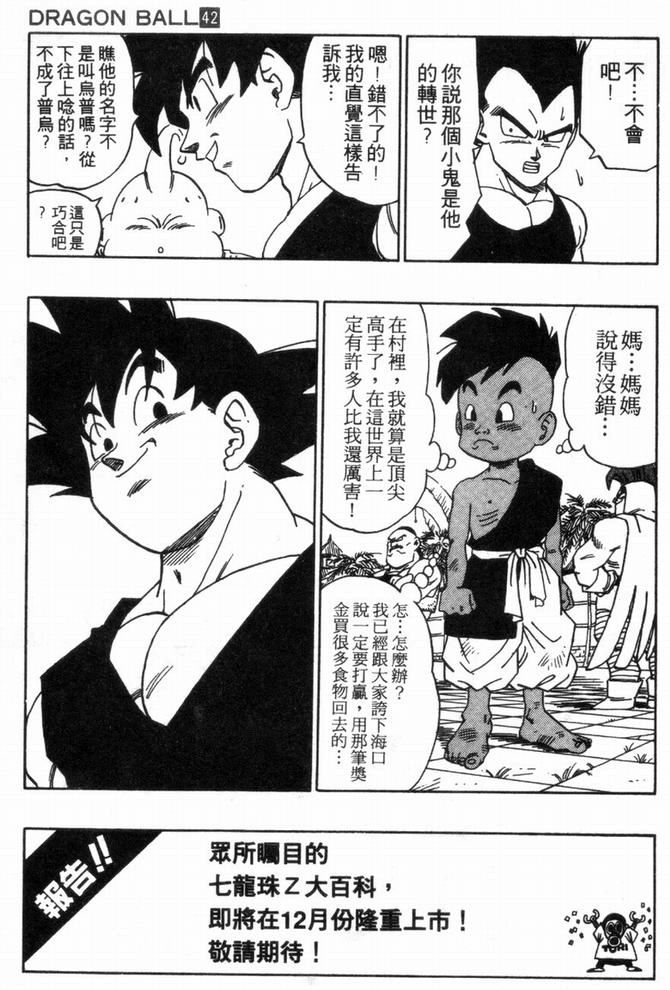 DRAGON BALL 42
不…不會
吧！
你說那個小鬼是他
的轉世？
嗯！錯不了的！
我的直覺這樣告
訴我…
瞧他的名字不
是叫烏普嗎？從
下往上唸的話，
不成了普烏？
這只是
巧合吧
？
媽…媽媽
說得沒錯…
在村裡，我就算是頂尖
高手了，在這世界上一
定有許多人比我還厲害！
怎…怎麼辦？
我已經跟大家誇下海口
說一定要打贏，用那筆獎
金買很多食物回去的…
報告!!
眾所矚目的
七龍珠Z大百科，
即將在12月份隆重上市！
敬請期待！
TORI